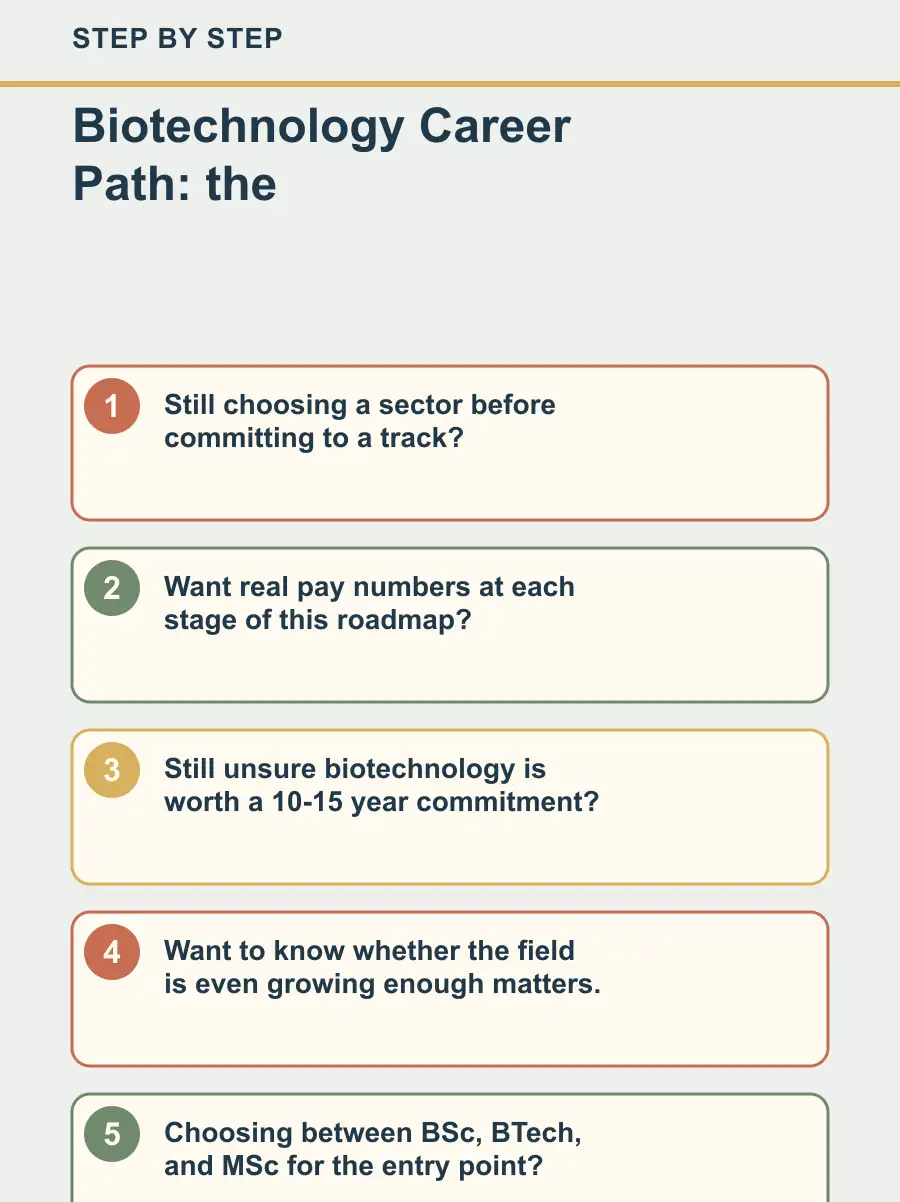 STEP BY STEP
Biotechnology Career
Path: the
1
Still choosing a sector before
committing to a track?
2
Want real pay numbers at each
stage of this roadmap?
3
Still unsure biotechnology is
worth a 10-15 year commitment?
4
Want to know whether the field
is even growing enough matters.
5
Choosing between BSc, BTech,
and MSc for the entry point?